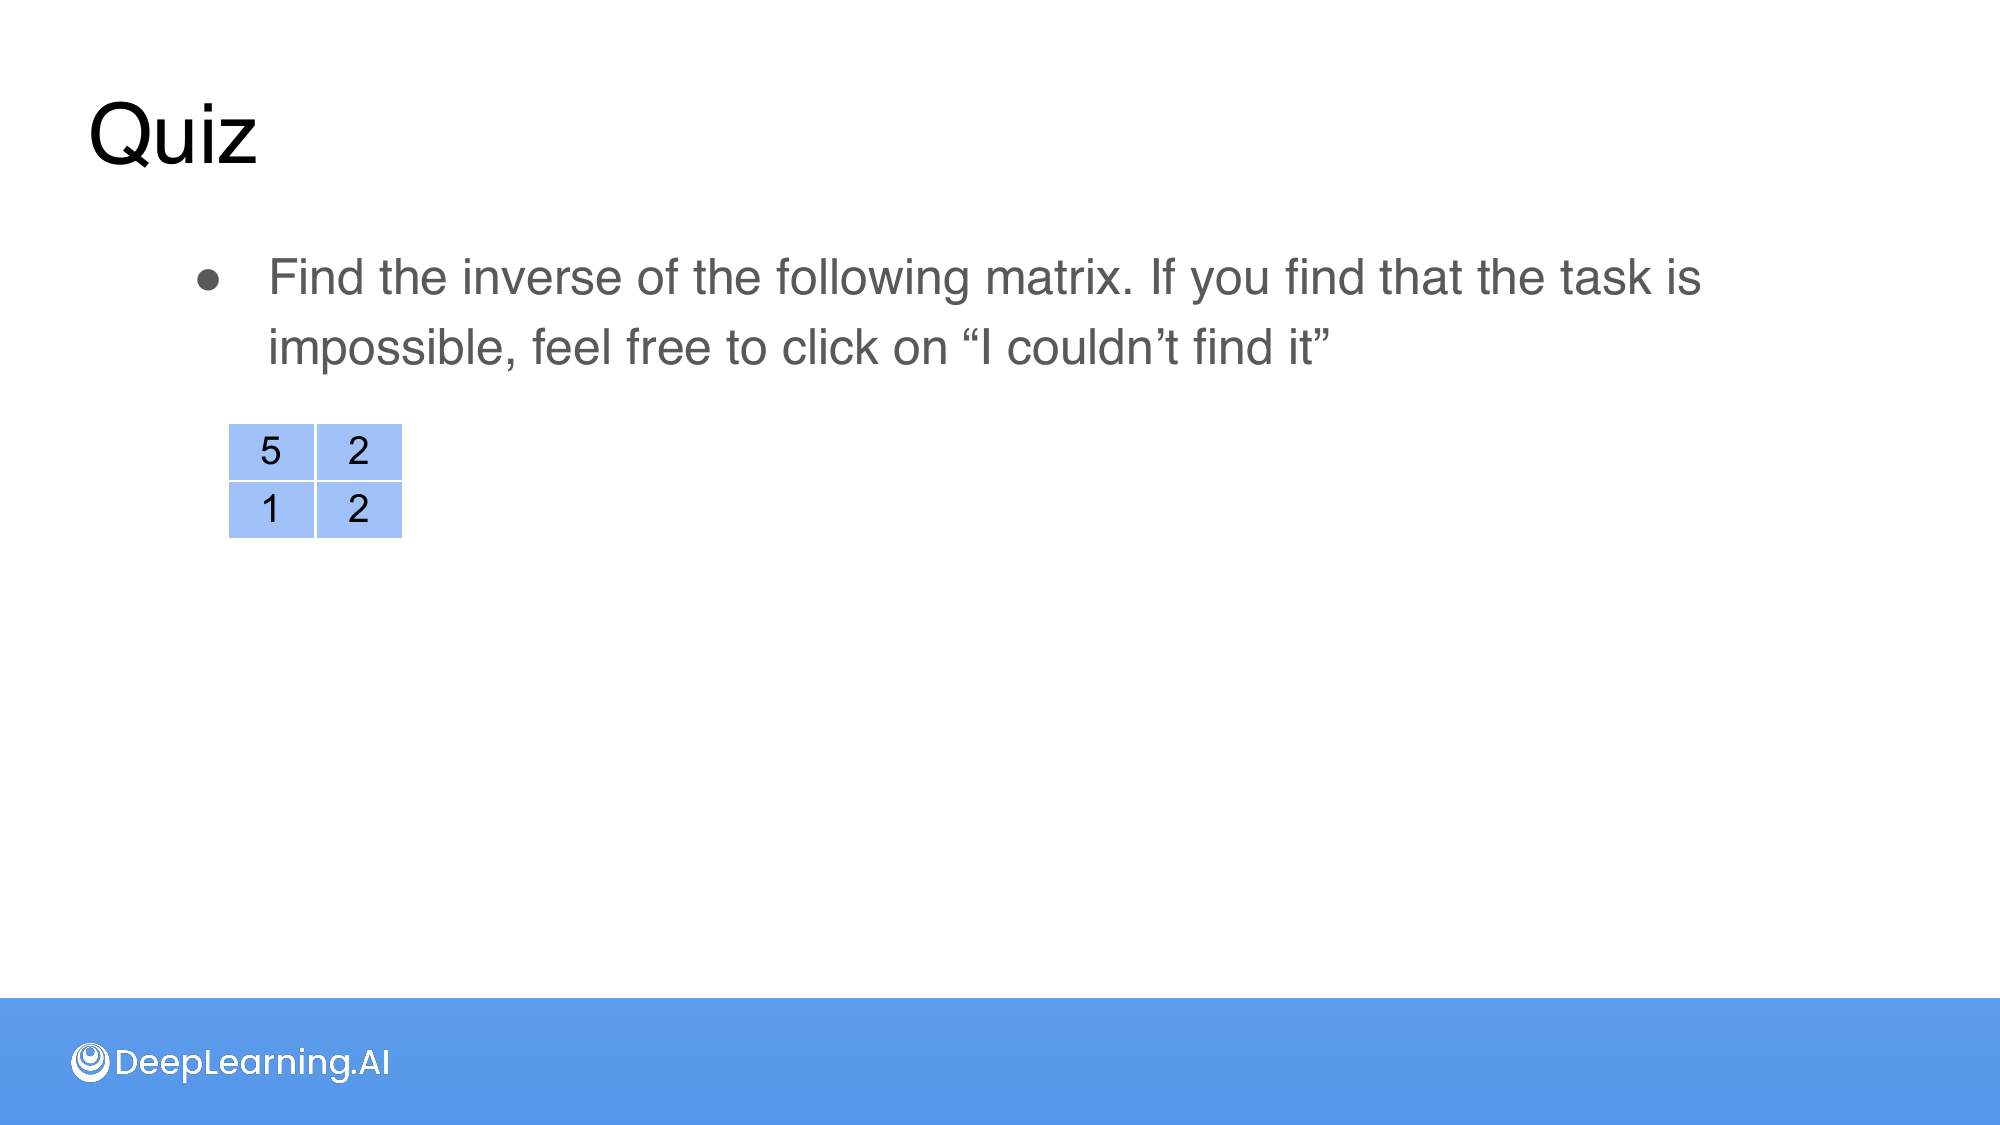 Quiz
● Find the inverse of the following matrix. If you find that the task is
impossible, feel free to click on “I couldn’t find it”
5 2
1 2
DeepLearning.AI